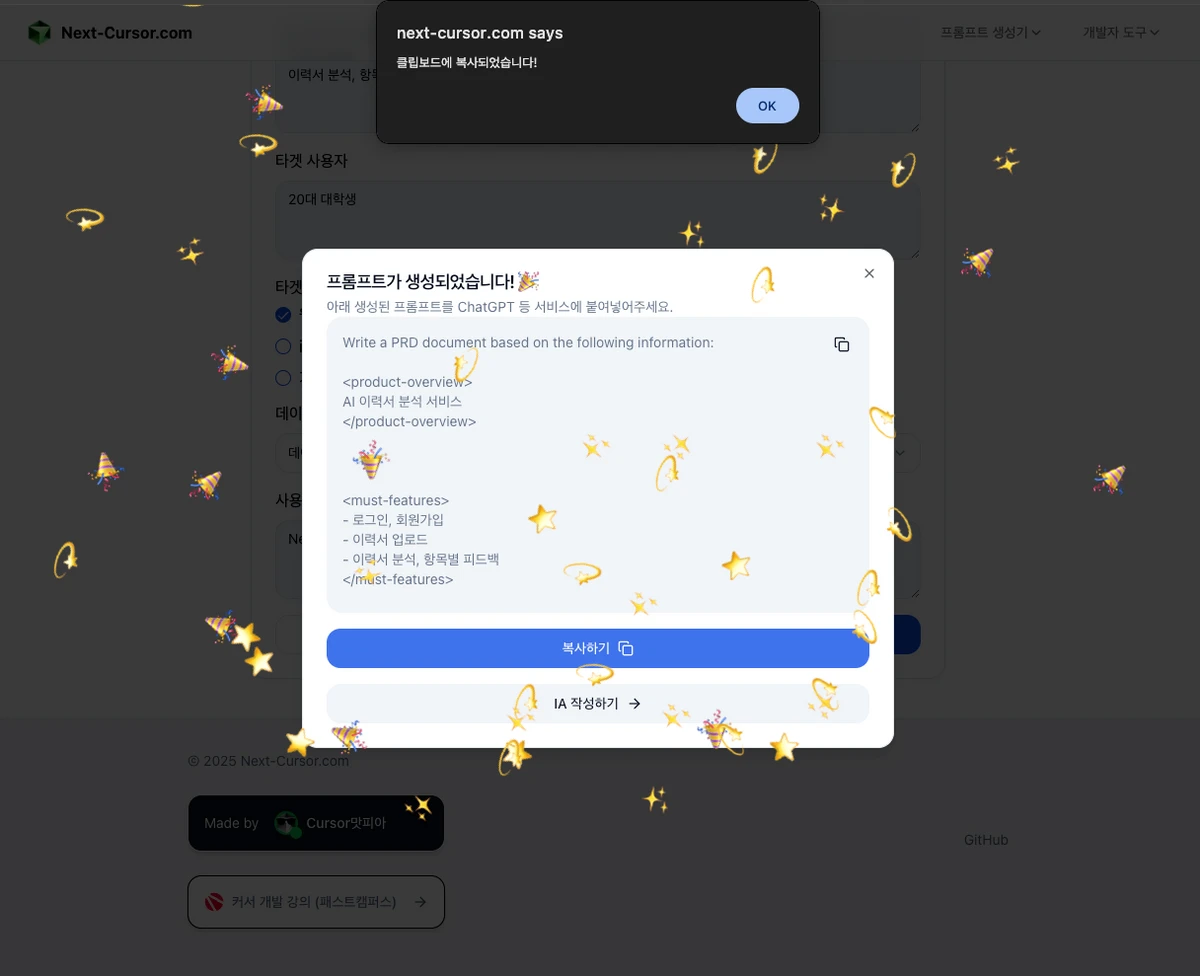 Next-Cursor.com
프롬프트 생성기
개발자 도구
next-cursor.com says
클립보드에 복사되었습니다!
OK
이력서 분석, 항목
타겟 사용자
20대 대학생
타겟
데이
데
사용
Ne
프롬프트가 생성되었습니다!🎉
아래 생성된 프롬프트를 ChatGPT 등 서비스에 붙여넣어주세요.
Write a PRD document based on the following information:
<product-overview>
AI 이력서 분석 서비스
</product-overview>
<must-features>
- 로그인, 회원가입
- 이력서 업로드
- 이력서 분석, 항목별 피드백
</must-features>
복사하기
IA 작성하기 →
© 2025 Next-Cursor.com
Made by Cursor맛피아
GitHub
커서 개발 강의 (패스트캠퍼스) →